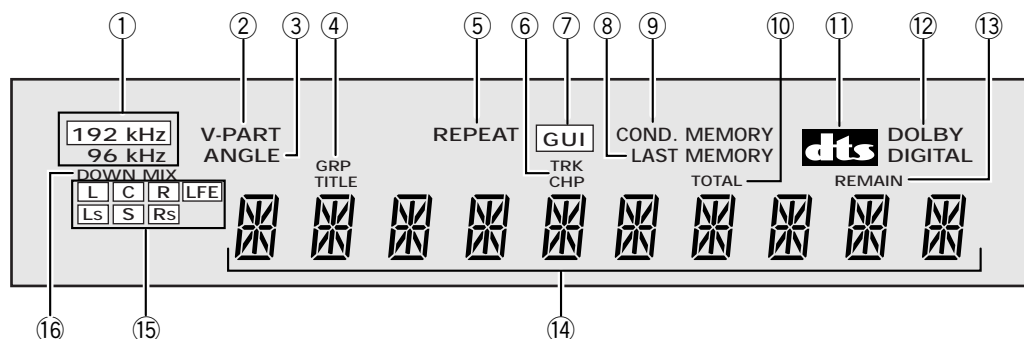 ① ② ③ ④ ⑤ ⑥ ⑦ ⑧ ⑨ ⑩ ⑪ ⑫ ⑬
192 kHz V-PART REPEAT GUI COND. MEMORY dts DOLBY
96 kHz ANGLE LAST MEMORY DIGITAL
DOWN MIX GRP TRK
TITLE CHP TOTAL REMAIN
L C R LFE
Ls S Rs
⑯ ⑮ ⑭